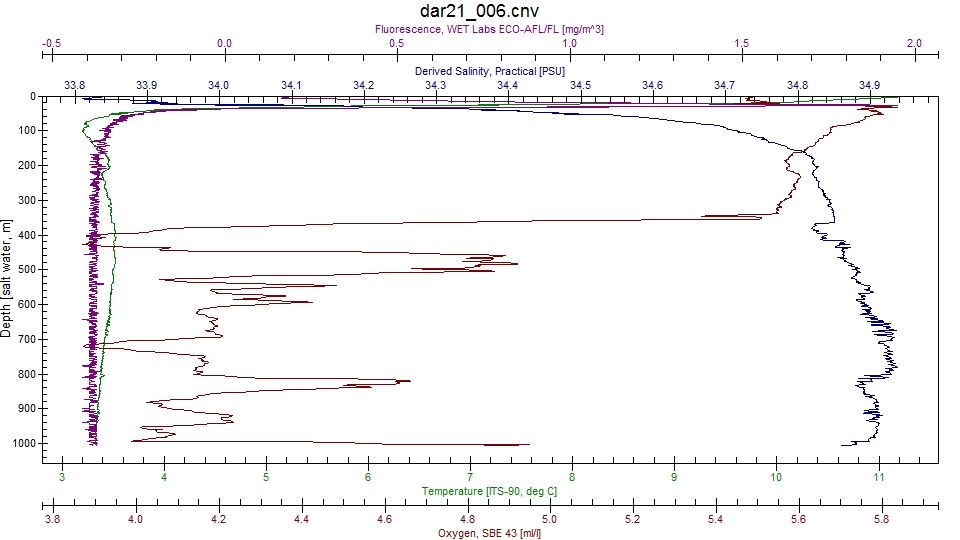 dar21_006.cnv
Fluorescence, WET Labs ECO-AFL/FL [mg/m^3]
-0.5 0.0 0.5 1.0 1.5 2.0
Derived Salinity, Practical [PSU]
33.8 33.9 34.0 34.1 34.2 34.3 34.4 34.5 34.6 34.7 34.8 34.9
Depth [salt water, m]
0
100
200
300
400
500
600
700
800
900
1000
3 4 5 6 7 8 9 10 11
Temperature [ITS-90, deg C]
3.8 4.0 4.2 4.4 4.6 4.8 5.0 5.2 5.4 5.6 5.8
Oxygen, SBE 43 [ml/l]